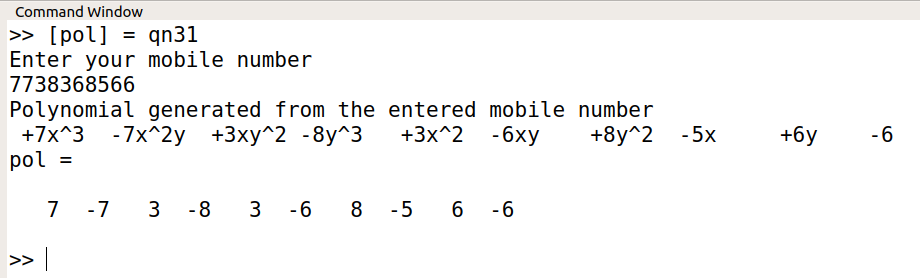 Command Window
>> [pol] = qn31
Enter your mobile number
7738368566
Polynomial generated from the entered mobile number
+7x^3 -7x^2y +3xy^2 -8y^3 +3x^2 -6xy +8y^2 -5x +6y -6
pol =
7 -7 3 -8 3 -6 8 -5 6 -6
>>